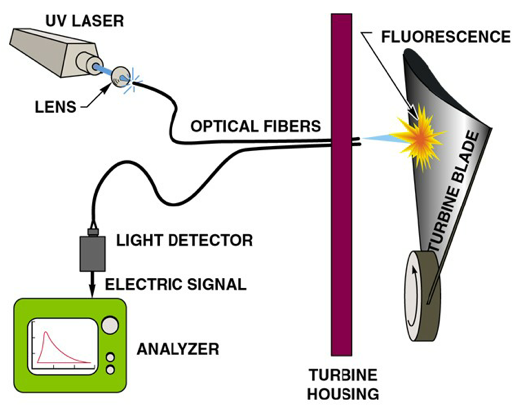 UV LASER
FLUORESCENCE
LENS
OPTICAL FIBERS
TURBINE BLADE
LIGHT DETECTOR
ELECTRIC SIGNAL
ANALYZER
TURBINE
HOUSING